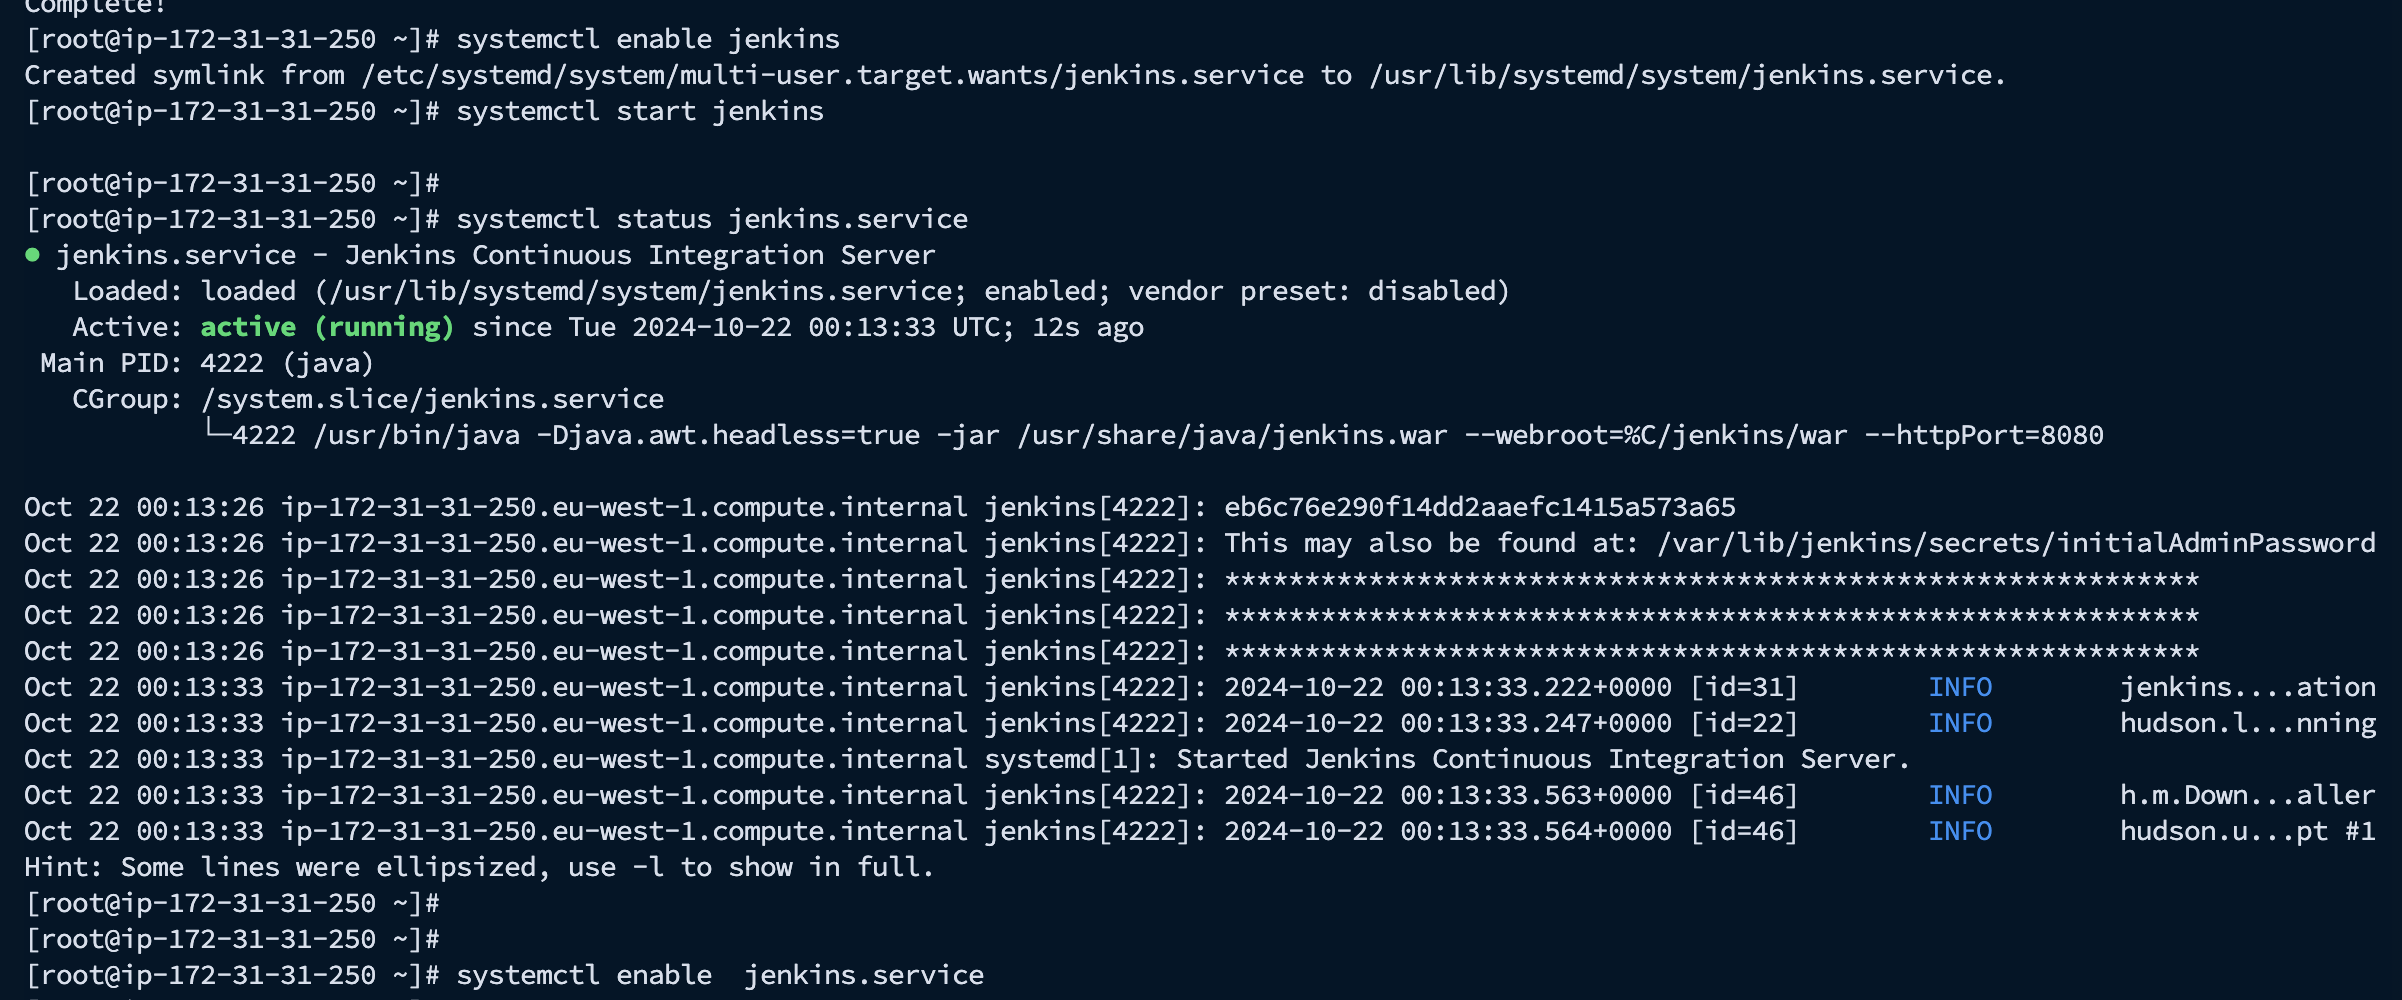 Complete!
[root@ip-172-31-31-250 ~]# systemctl enable jenkins
Created symlink from /etc/systemd/system/multi-user.target.wants/jenkins.service to /usr/lib/systemd/system/jenkins.service.
[root@ip-172-31-31-250 ~]# systemctl start jenkins
[root@ip-172-31-31-250 ~]#
[root@ip-172-31-31-250 ~]# systemctl status jenkins.service
● jenkins.service - Jenkins Continuous Integration Server
   Loaded: loaded (/usr/lib/systemd/system/jenkins.service; enabled; vendor preset: disabled)
   Active: active (running) since Tue 2024-10-22 00:13:33 UTC; 12s ago
 Main PID: 4222 (java)
   CGroup: /system.slice/jenkins.service
           └─4222 /usr/bin/java -Djava.awt.headless=true -jar /usr/share/java/jenkins.war --webroot=%C/jenkins/war --httpPort=8080
Oct 22 00:13:26 ip-172-31-31-250.eu-west-1.compute.internal jenkins[4222]: eb6c76e290f14dd2aaefc1415a573a65
Oct 22 00:13:26 ip-172-31-31-250.eu-west-1.compute.internal jenkins[4222]: This may also be found at: /var/lib/jenkins/secrets/initialAdminPassword
Oct 22 00:13:26 ip-172-31-31-250.eu-west-1.compute.internal jenkins[4222]: *************************************************************
Oct 22 00:13:26 ip-172-31-31-250.eu-west-1.compute.internal jenkins[4222]: *************************************************************
Oct 22 00:13:26 ip-172-31-31-250.eu-west-1.compute.internal jenkins[4222]: *************************************************************
Oct 22 00:13:33 ip-172-31-31-250.eu-west-1.compute.internal jenkins[4222]: 2024-10-22 00:13:33.222+0000 [id=31]        INFO        jenkins....ation
Oct 22 00:13:33 ip-172-31-31-250.eu-west-1.compute.internal jenkins[4222]: 2024-10-22 00:13:33.247+0000 [id=22]        INFO        hudson.l...nning
Oct 22 00:13:33 ip-172-31-31-250.eu-west-1.compute.internal systemd[1]: Started Jenkins Continuous Integration Server.
Oct 22 00:13:33 ip-172-31-31-250.eu-west-1.compute.internal jenkins[4222]: 2024-10-22 00:13:33.563+0000 [id=46]        INFO        h.m.Down...aller
Oct 22 00:13:33 ip-172-31-31-250.eu-west-1.compute.internal jenkins[4222]: 2024-10-22 00:13:33.564+0000 [id=46]        INFO        hudson.u...pt #1
Hint: Some lines were ellipsized, use -l to show in full.
[root@ip-172-31-31-250 ~]#
[root@ip-172-31-31-250 ~]#
[root@ip-172-31-31-250 ~]# systemctl enable  jenkins.service